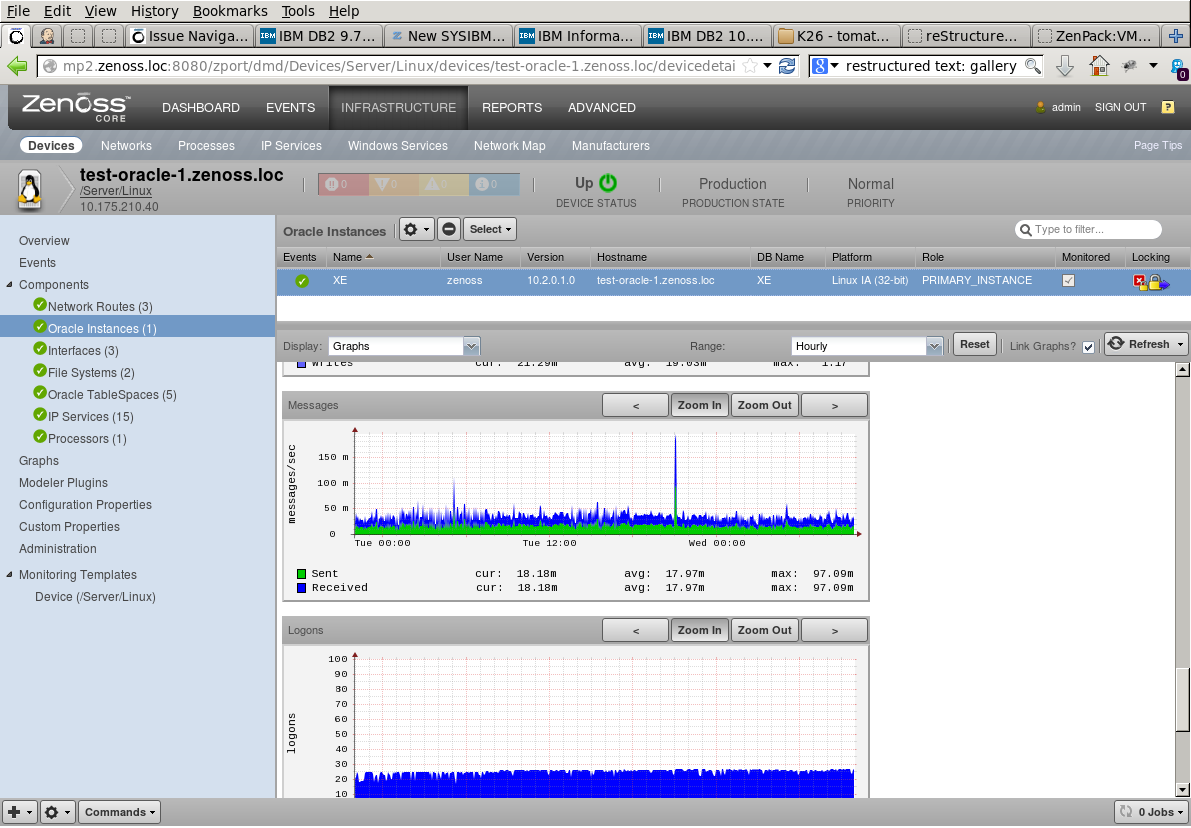 File Edit View History Bookmarks Tools Help
Issue Naviga... IBM DB2 9.7... New SYSIBM... IBM Informa... IBM DB2 10.... K26 - tomat... reStructure... ZenPack:VM...
mp2.zenoss.loc:8080/zport/dmd/Devices/Server/Linux/devices/test-oracle-1.zenoss.loc/devicedetai restructured text: gallery 0
Zenoss CORE DASHBOARD EVENTS INFRASTRUCTURE REPORTS ADVANCED admin SIGN OUT ?
Devices Networks Processes IP Services Windows Services Network Map Manufacturers Page Tips
test-oracle-1.zenoss.loc
/Server/Linux
10.175.210.40
0 0 0 0
Up
DEVICE STATUS
Production
PRODUCTION STATE
Normal
PRIORITY
Overview
Events
Components
Network Routes (3)
Oracle Instances (1)
Interfaces (3)
File Systems (2)
Oracle TableSpaces (5)
IP Services (15)
Processors (1)
Graphs
Modeler Plugins
Configuration Properties
Custom Properties
Administration
Monitoring Templates
Device (/Server/Linux)
Oracle Instances Select Type to filter...
Events Name User Name Version Hostname DB Name Platform Role Monitored Locking
XE zenoss 10.2.0.1.0 test-oracle-1.zenoss.loc XE Linux IA (32-bit) PRIMARY_INSTANCE
Display: Graphs Range: Hourly Reset Link Graphs? Refresh
Writes cur: 21.29m avg: 19.03m max: 1.17
Messages < Zoom In Zoom Out >
messages/sec
150 m
100 m
50 m
0
Tue 00:00 Tue 12:00 Wed 00:00
Sent cur: 18.18m avg: 17.97m max: 97.09m
Received cur: 18.18m avg: 17.97m max: 97.09m
Logons < Zoom In Zoom Out >
logons
100
90
80
70
60
50
40
30
20
10
Commands 0 Jobs